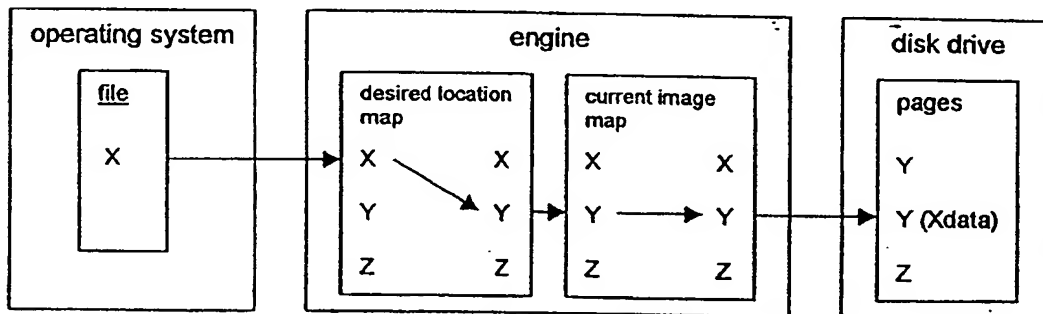 operating system
file
X
engine
desired location
map
X X
Y Y
Z Z
current image
map
X X
Y Y
Z Z
disk drive
pages
Y
Y (Xdata)
Z